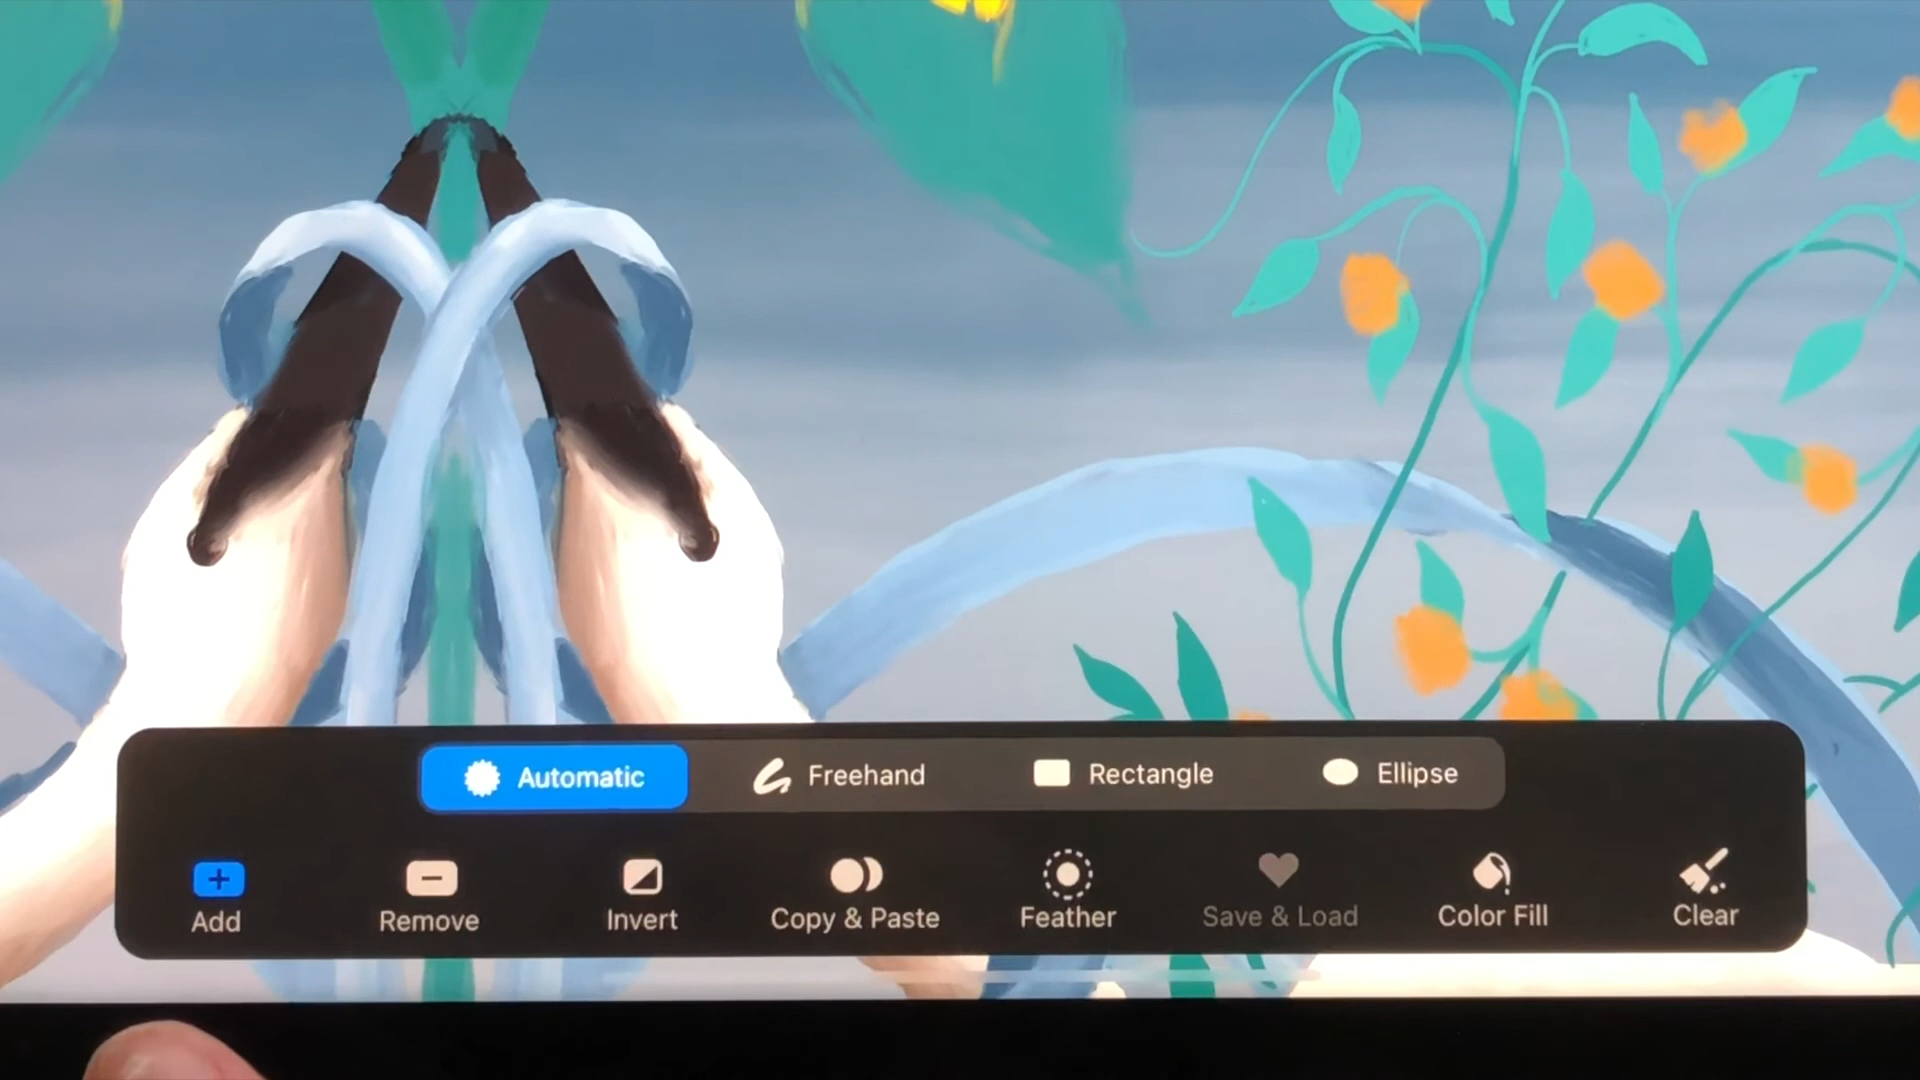 Automatic
Freehand
Rectangle
Ellipse
Add
Remove
Invert
Copy & Paste
Feather
Save & Load
Color Fill
Clear